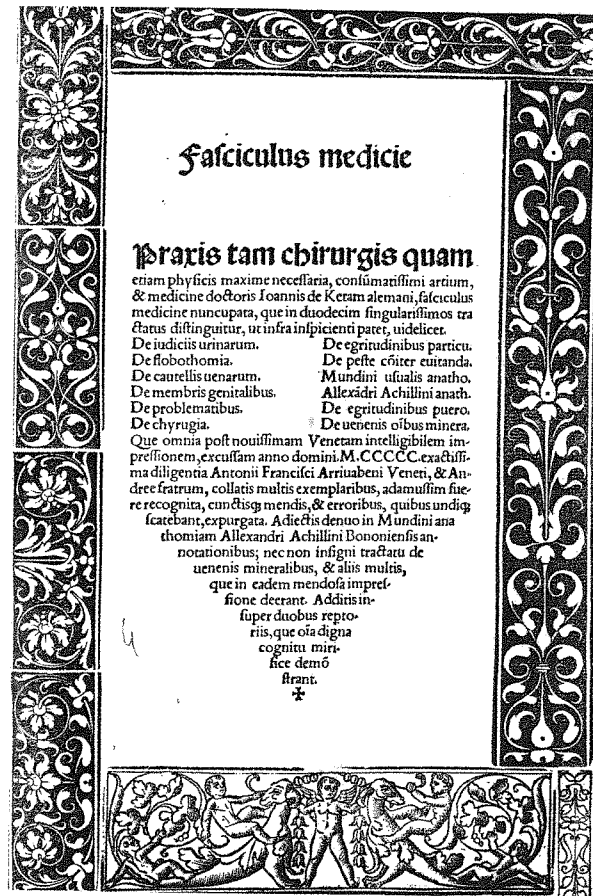 Faſciculus medicie
Praxis tam chirurgis quam
etiam phyſicis maxime neceſſaria, conſūmatiſſimi artium,
& medicine doctoris Ioannis de Ketam alemani, faſciculus
medicine nuncupata, que in duodecim ſingulariſſimos tra
ctatus diſtinguitur, ut infra inſpicienti patet, uidelicet.
De iudiciis urinarum. De egritudinibus particu.
De flobothomia. De peſte cōiter euitanda.
De cautellis uenarum. Mundini uſualis anatho.
De membris genitalibus. Allexādri Achillini anath.
De problematibus. De egritudinibus puero.
De chyrugia. De uenenis oībus minera.
Que omnia poſt nouiſſimam Venetam intelligibilem im-
preſſionem, excuſſam anno domini.M.CCCCC.exactiſſi-
ma diligentia Antonii Franciſci Arriuabeni Veneti, & An-
dree fratrum, collatis multis exemplaribus, adamuſſim fue-
re recognita, cunctiſqꝫ mendis, & erroribus, quibus undiqꝫ
ſcatebant, expurgata. Adiectis denuo in Mundini ana
thomiam Allexandri Achillini Bononienſis an-
notationibus; nec non inſigni tractatu de
uenenis mineralibus, & aliis multis,
que in eadem mendoſa impreſ-
ſione deerant. Additis in-
ſuper duobus repto-
riis, que oīa digna
cognitu miri-
fice demō
ſtrant.
✠